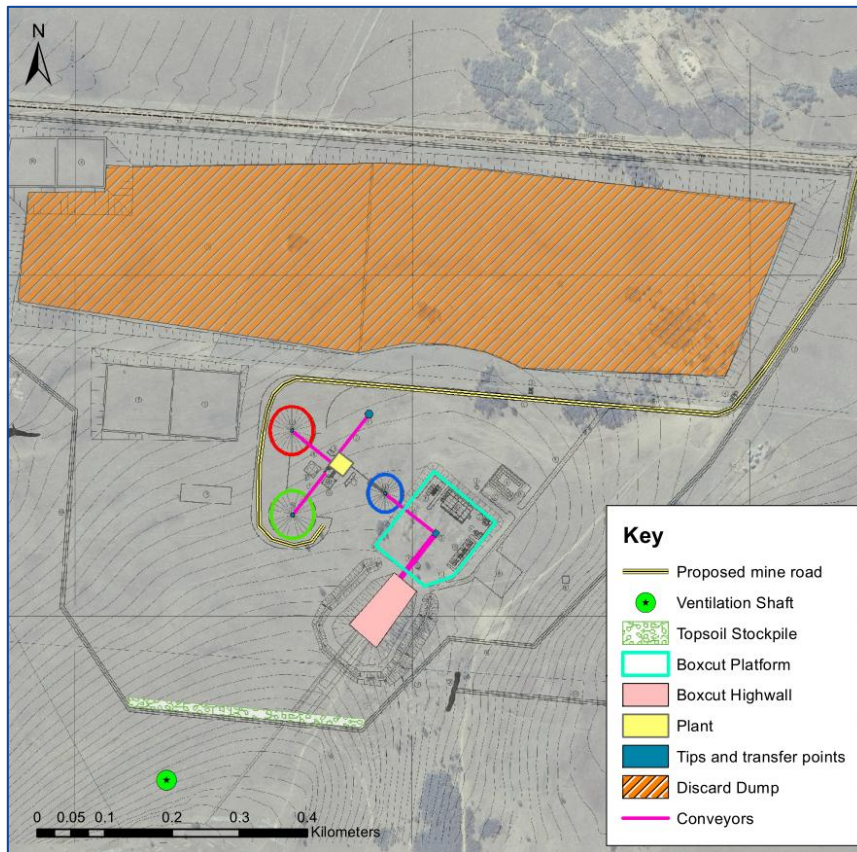 N
Key
Proposed mine road
Ventilation Shaft
Topsoil Stockpile
Boxcut Platform
Boxcut Highwall
Plant
Tips and transfer points
Discard Dump
Conveyors
0 0.05 0.1 0.2 0.3 0.4
Kilometers